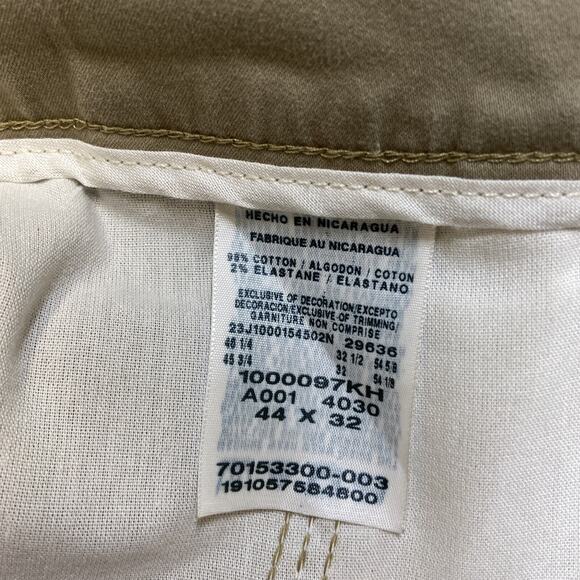 HECHO EN NICARAGUA
FABRIQUE AU NICARAGUA
98% COTTON / ALGODON / COTON
2% ELASTANE / ELASTANO
EXCLUSIVE OF DECORATION/EXCEPTO
DECORACION/EXCLUSIVE OF TRIMMING/
GARNITURE NON COMPRISE
23J1000154502N 29636
46 1/4 32 1/2 54 5/8
45 3/4 32 54 1/8
1000097KH
A001 4030
44 X 32
70153300-003
191057584800